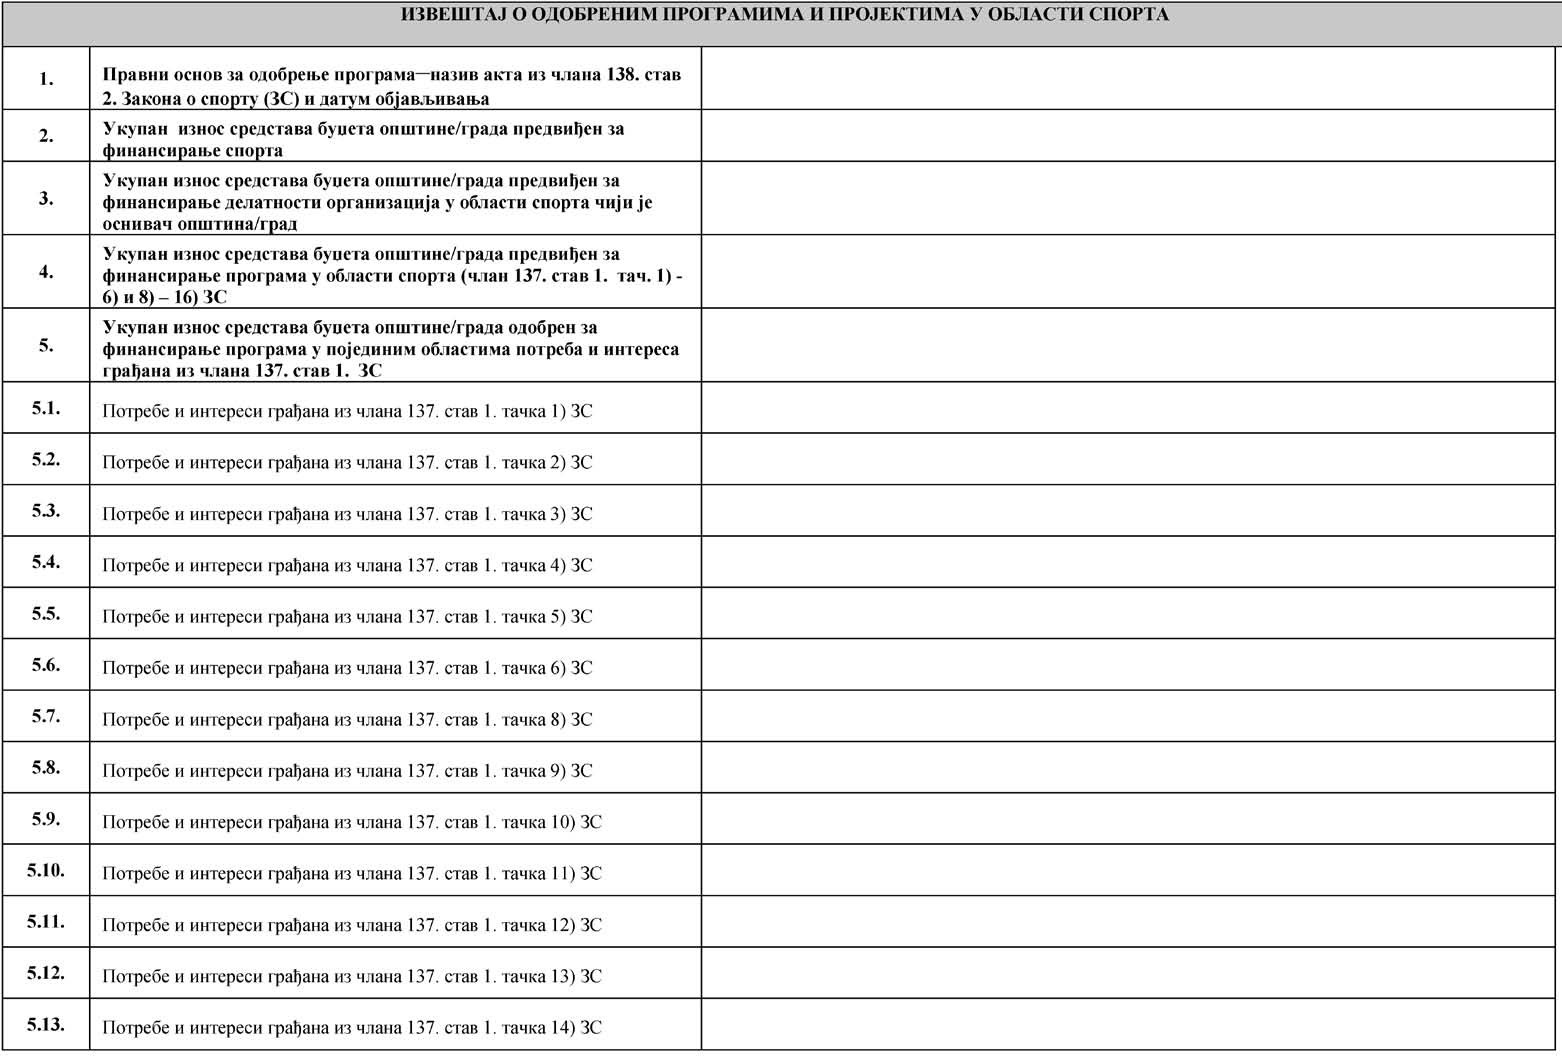 ИЗВЕШТАЈ О ОДОБРЕНИМ ПРОГРАМИМА И ПРОЈЕКТИМА У ОБЛАСТИ СПОРТА
1.
Правни основ за одобрење програма—назив акта из члана 138. став
2. Закона о спорту (ЗС) и датум објављивања
2.
Укупан износ средстава буџета општине/града предвиђен за
финансирање спорта
3.
Укупан износ средстава буџета општине/града предвиђен за
финансирање делатности организација у области спорта чији је
оснивач општина/град
4.
Укупан износ средстава буџета општине/града предвиђен за
финансирање програма у области спорта (члан 137. став 1. тач. 1) -
6) и 8) – 16) ЗС
5.
Укупан износ средстава буџета општине/града одобрен за
финансирање програма у појединим областима потреба и интереса
грађана из члана 137. став 1. ЗС
5.1.
Потребе и интереси грађана из члана 137. став 1. тачка 1) ЗС
5.2.
Потребе и интереси грађана из члана 137. став 1. тачка 2) ЗС
5.3.
Потребе и интереси грађана из члана 137. став 1. тачка 3) ЗС
5.4.
Потребе и интереси грађана из члана 137. став 1. тачка 4) ЗС
5.5.
Потребе и интереси грађана из члана 137. став 1. тачка 5) ЗС
5.6.
Потребе и интереси грађана из члана 137. став 1. тачка 6) ЗС
5.7.
Потребе и интереси грађана из члана 137. став 1. тачка 8) ЗС
5.8.
Потребе и интереси грађана из члана 137. став 1. тачка 9) ЗС
5.9.
Потребе и интереси грађана из члана 137. став 1. тачка 10) ЗС
5.10.
Потребе и интереси грађана из члана 137. став 1. тачка 11) ЗС
5.11.
Потребе и интереси грађана из члана 137. став 1. тачка 12) ЗС
5.12.
Потребе и интереси грађана из члана 137. став 1. тачка 13) ЗС
5.13.
Потребе и интереси грађана из члана 137. став 1. тачка 14) ЗС